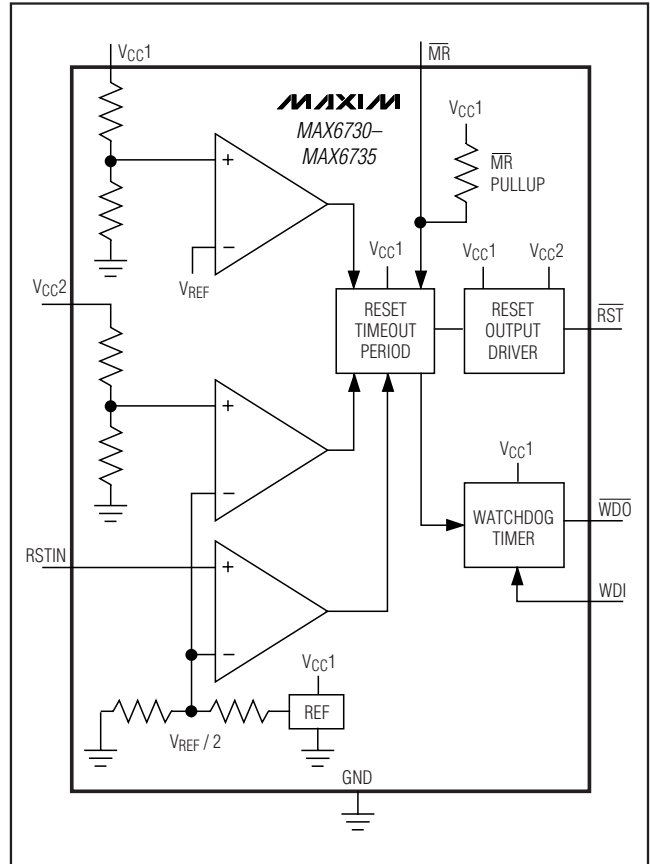 VCC1
MR
MAXIM
MAX6730–
MAX6735
VCC1
MR
PULLUP
+
−
VREF
VCC1
VCC1
VCC2
VCC2
RESET
TIMEOUT
PERIOD
RESET
OUTPUT
DRIVER
RST
+
−
VCC1
WATCHDOG
TIMER
WDO
WDI
RSTIN
+
−
VCC1
REF
VREF / 2
GND